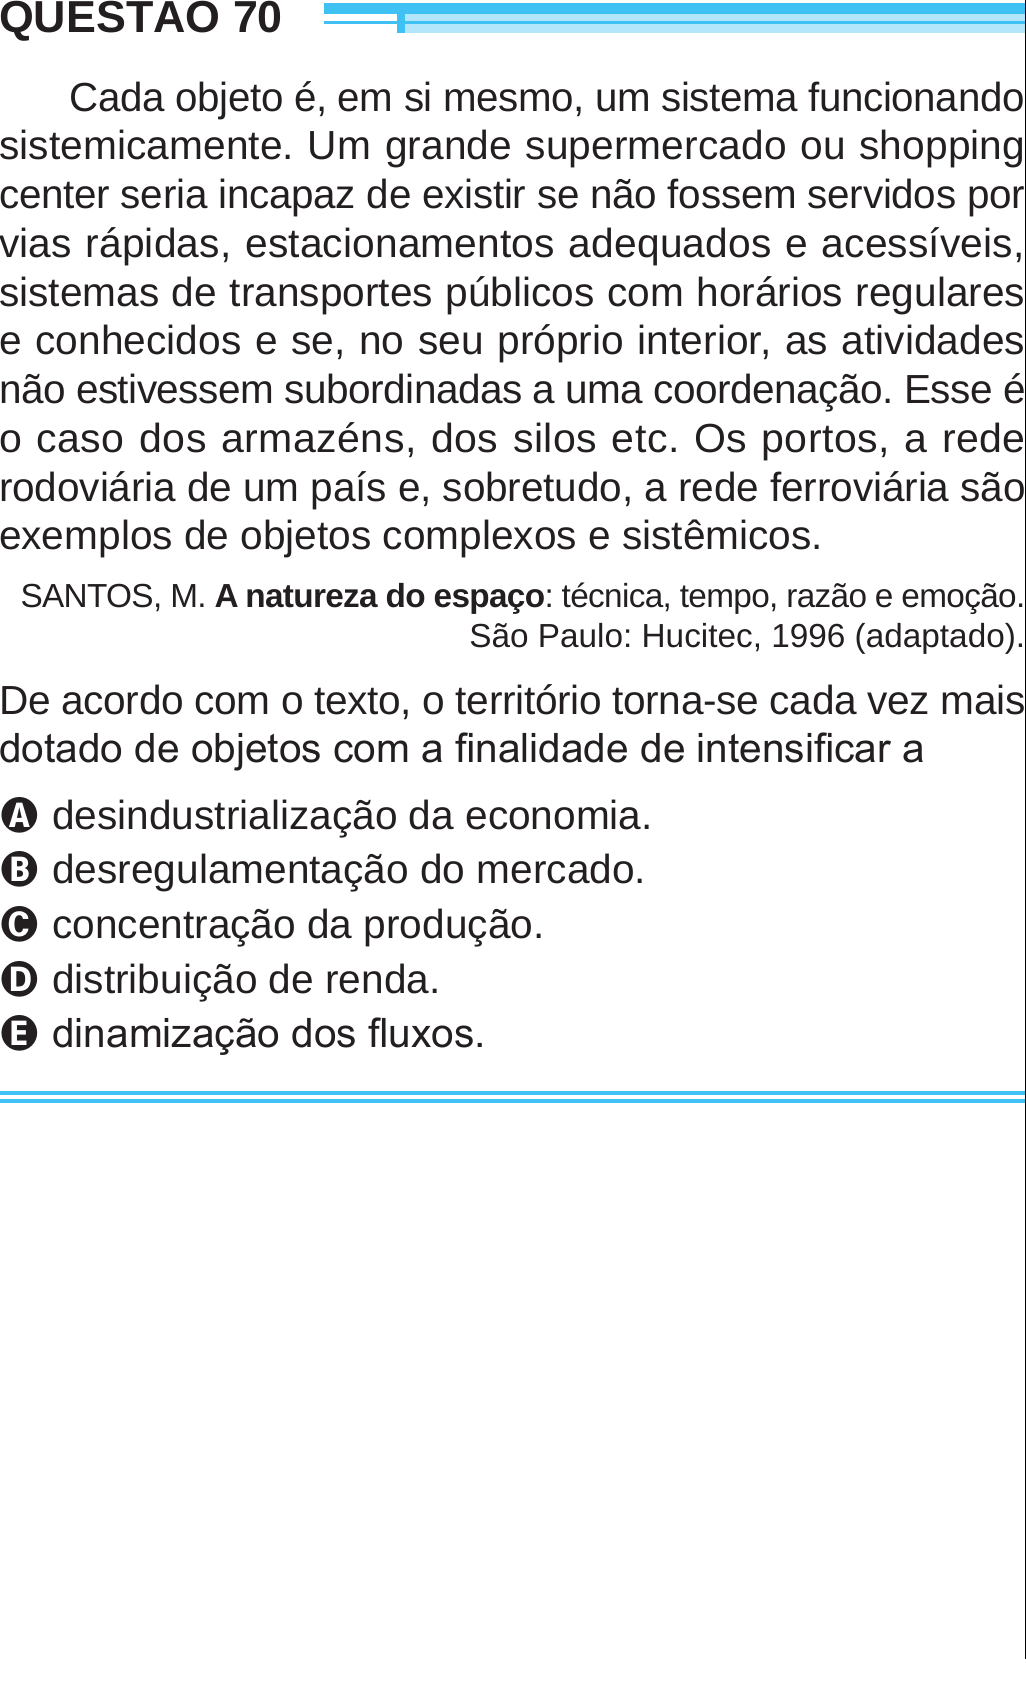 QUESTÃO 70
Cada objeto é, em si mesmo, um sistema funcionando
sistemicamente. Um grande supermercado ou shopping
center seria incapaz de existir se não fossem servidos por
vias rápidas, estacionamentos adequados e acessíveis,
sistemas de transportes públicos com horários regulares
e conhecidos e se, no seu próprio interior, as atividades
não estivessem subordinadas a uma coordenação. Esse é
o caso dos armazéns, dos silos etc. Os portos, a rede
rodoviária de um país e, sobretudo, a rede ferroviária são
exemplos de objetos complexos e sistêmicos.
SANTOS, M. A natureza do espaço: técnica, tempo, razão e emoção.
São Paulo: Hucitec, 1996 (adaptado).
De acordo com o texto, o território torna-se cada vez mais
dotado de objetos com a finalidade de intensificar a
A desindustrialização da economia.
B desregulamentação do mercado.
C concentração da produção.
D distribuição de renda.
E dinamização dos fluxos.